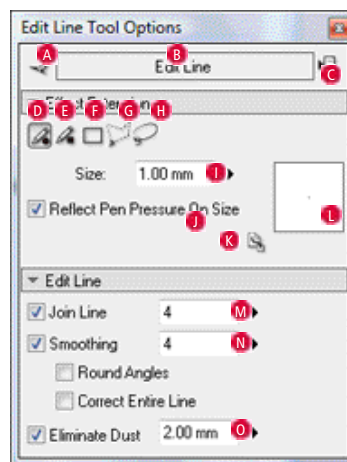 Edit Line Tool Options
A
B
Edit Line
C
Effect Extension
D E F G H
Size: 1.00 mm I
Reflect Pen Pressure On Size
J
L
K
Edit Line
Join Line 4 M
Smoothing 4 N
Round Angles
Correct Entire Line
Eliminate Dust 2.00 mm O